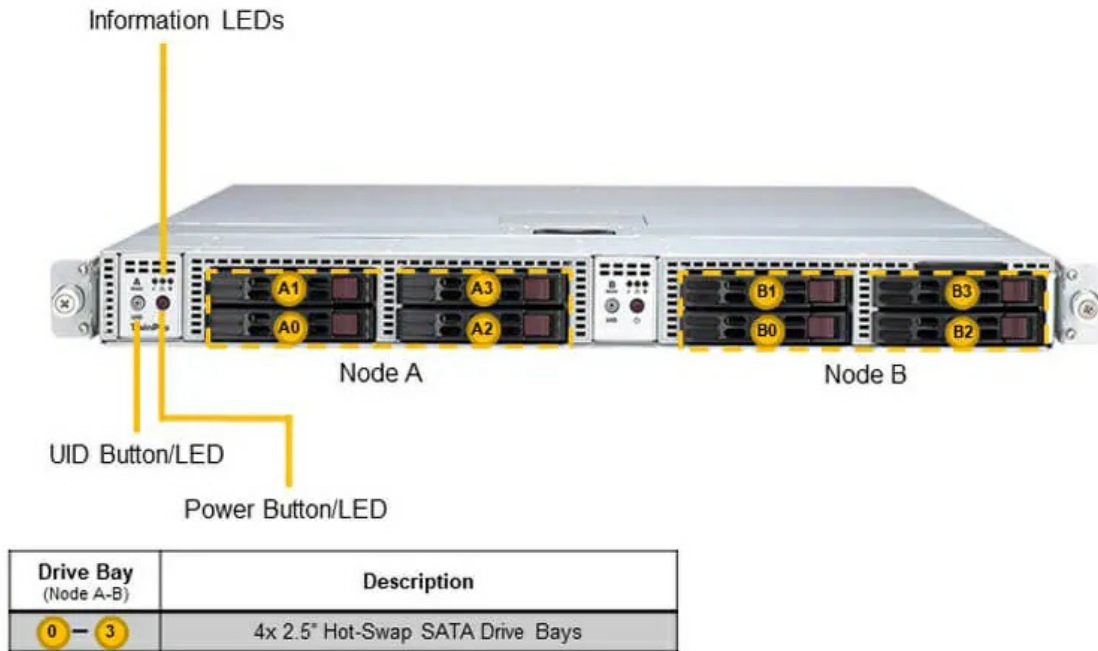 Information LEDs
A1
A3
B1
B3
A0
A2
B0
B2
A
B
Node A
Node B
UID Button/LED
Power Button/LED
Drive Bay
(Node A-B)
Description
0 – 3
4x 2.5" Hot-Swap SATA Drive Bays